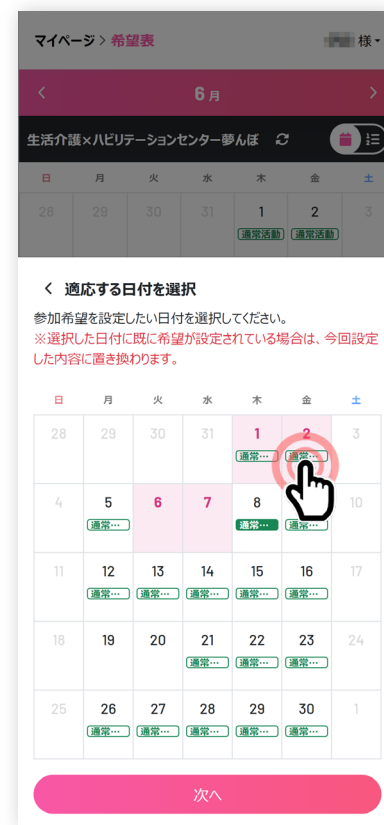 マイページ > 希望表 様
< 6 月 >
生活介護×ハビリテーションセンター夢んぼ
日 月 火 水 木 金 土
28 29 30 31 1 2 3
通常活動 通常活動
< 適応する日付を選択
参加希望を設定したい日付を選択してください。
※選択した日付に既に希望が設定されている場合は、今回設定
した内容に置き換わります。
日 月 火 水 木 金 土
28 29 30 31 1 2 3
通常… 通常…
4 5 6 7 8 10
通常… 通常… 通常…
11 12 13 14 15 16 17
通常… 通常… 通常… 通常… 通常…
18 19 20 21 22 23 24
通常… 通常… 通常…
25 26 27 28 29 30 1
通常… 通常… 通常… 通常… 通常…
次へ